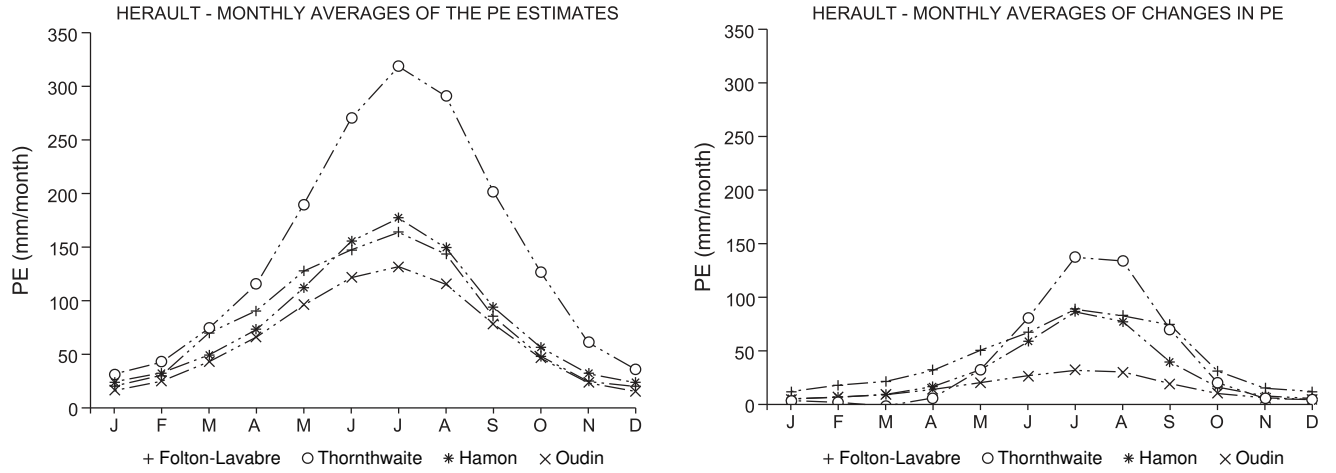 HERAULT - MONTHLY AVERAGES OF THE PE ESTIMATES
350
300
250
200
150
100
50
0
PE (mm/month)
J F M A M J J A S O N D
+ Folton-Lavabre ○ Thornthwaite ✳ Hamon × Oudin
HERAULT - MONTHLY AVERAGES OF CHANGES IN PE
350
300
250
200
150
100
50
0
PE (mm/month)
J F M A M J J A S O N D
+ Folton-Lavabre ○ Thornthwaite ✳ Hamon × Oudin